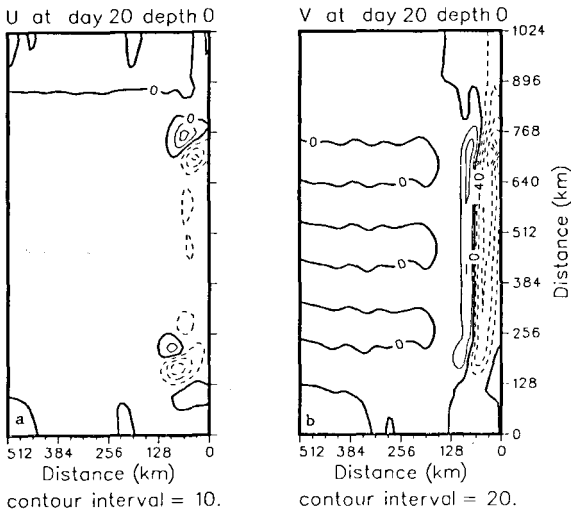 U at day 20 depth 0
V at day 20 depth 0
0
0
0
a
512 384 256 128 0
Distance (km)
contour interval = 10.
0
0
0
0
0
0
-40
0
b
1024
896
768
640
512
384
256
128
0
Distance (km)
512 384 256 128 0
Distance (km)
contour interval = 20.